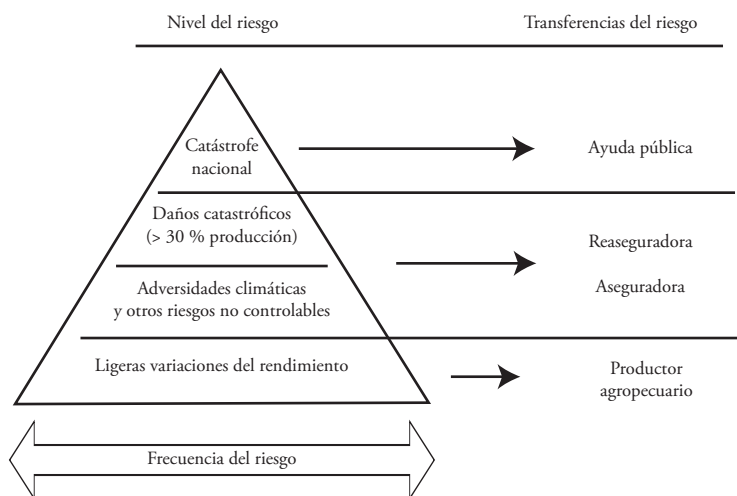 Nivel del riesgo
Transferencias del riesgo
Catástrofe
nacional
Ayuda pública
Daños catastróficos
(> 30 % producción)
Reaseguradora
Adversidades climáticas
y otros riesgos no controlables
Aseguradora
Ligeras variaciones del rendimiento
Productor
agropecuario
Frecuencia del riesgo